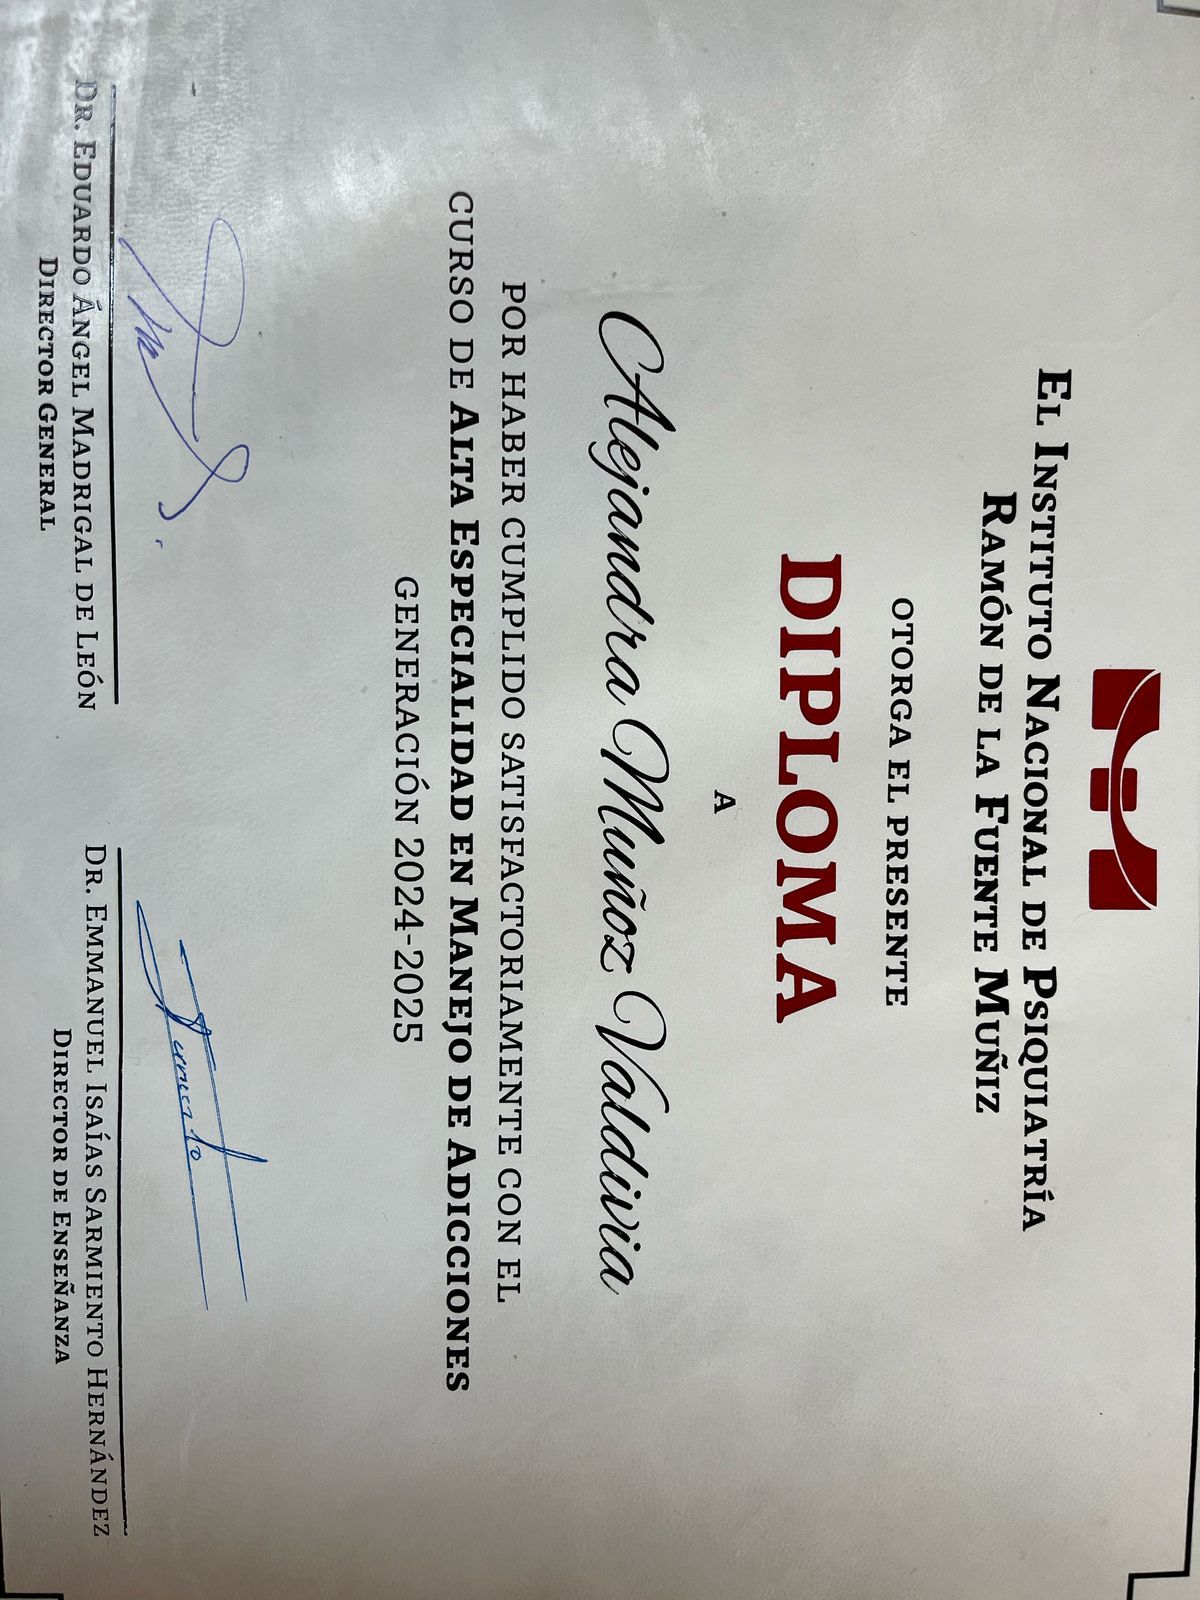 El Instituto Nacional de Psiquiatría
Ramón de la Fuente Muñiz
OTORGA EL PRESENTE
DIPLOMA
A
Alejandra Muñoz Valdivia
POR HABER CUMPLIDO SATISFACTORIAMENTE CON EL
CURSO DE ALTA ESPECIALIDAD EN MANEJO DE ADICCIONES
GENERACIÓN 2024-2025
Dr. Eduardo Ángel Madrigal de León
Director General
Dr. Emmanuel Isaías Sarmiento Hernández
Director de Enseñanza